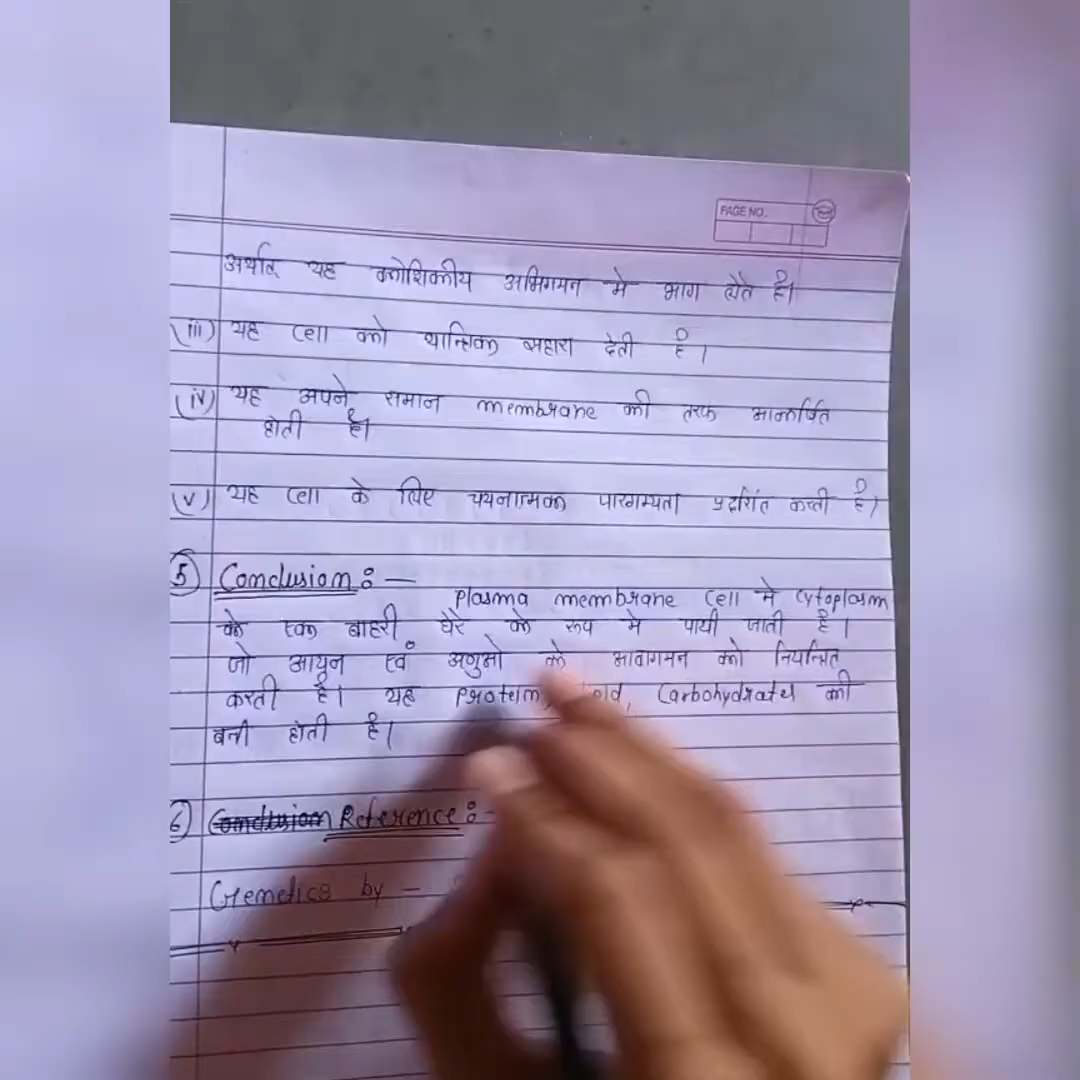 PAGE NO.
अर्थात् यह कोशिकीय अभिगमन मे भाग लेते है।
(iii) यह cell को यान्त्रिक सहारा देती है।
(iv) यह अपने समान membrane की तरफ आकर्षित
होती है।
(v) यह cell के लिए चयनात्मक पारगम्यता प्रदर्शित करती है।
5 Conclusion : —
Plasma membrane cell मे cytoplasm
के एक बाहरी घेरे के रूप मे पायी जाती है।
जो आयन एवं अणुओ के आवागमन को नियन्त्रित
करती है। यह protein, Carbohydrates की
बनी होती है।
6) Conclusion Reference : -
Genetics by -